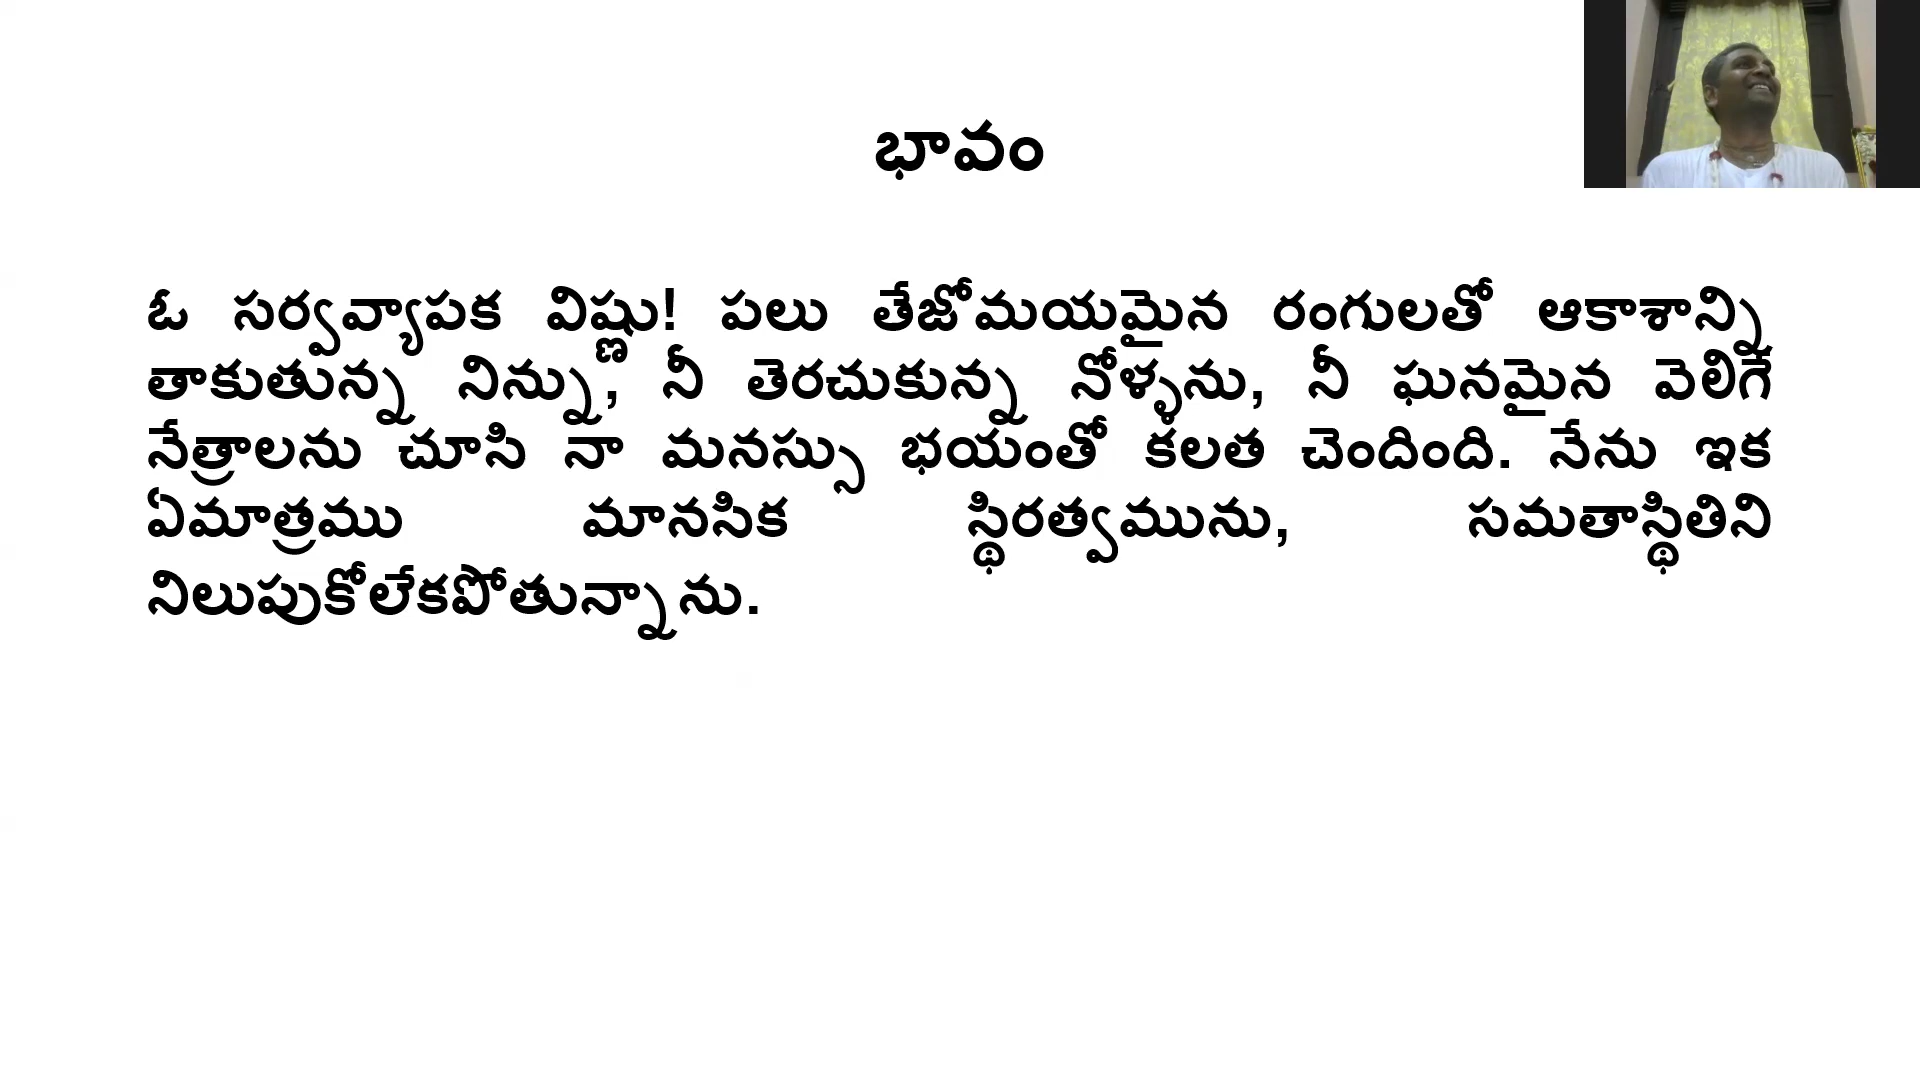 భావం
ఓ సర్వవ్యాపక విష్ణు! పలు తేజోమయమైన రంగులతో ఆకాశాన్ని
తాకుతున్న నిన్ను, నీ తెరచుకున్న నోళ్ళను, నీ ఘనమైన వెలిగే
నేత్రాలను చూసి నా మనస్సు భయంతో కలత చెందింది. నేను ఇక
ఏమాత్రము మానసిక స్థిరత్వమును, సమతాస్థితిని
నిలుపుకోలేకపోతున్నాను.